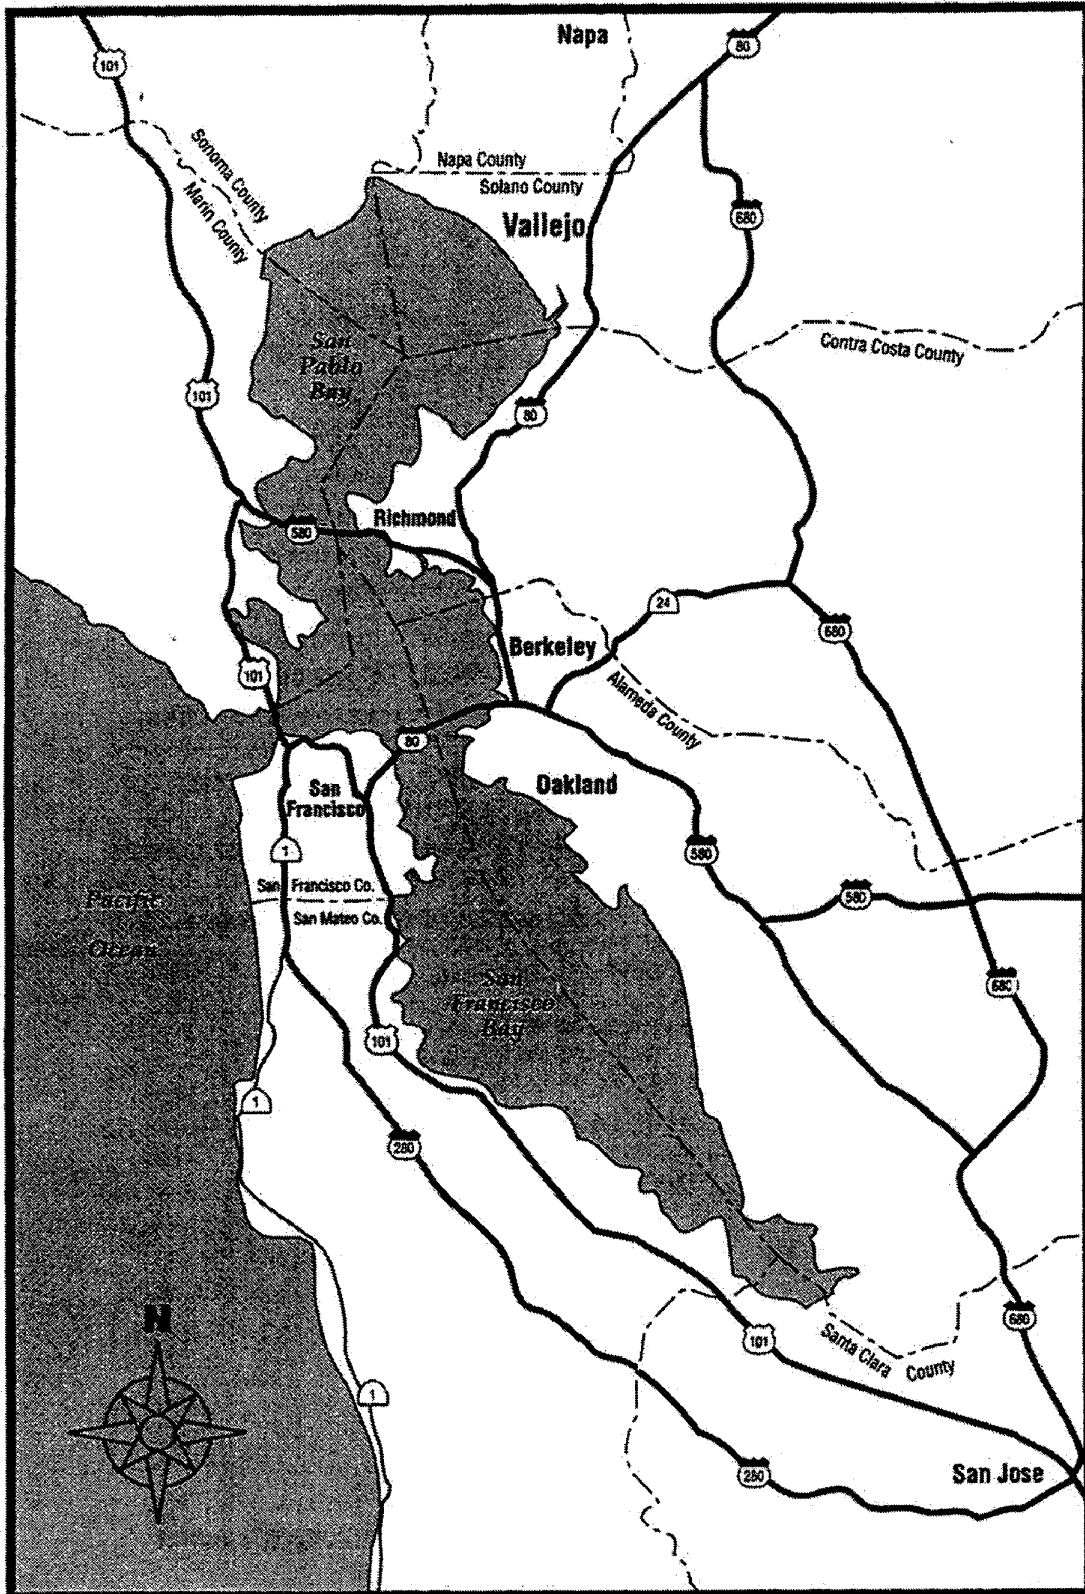 Napa
80
101
Sonoma County
Marin County
Napa County
Solano County
Vallejo
680
San
Pablo
Bay
Contra Costa County
101
80
Richmond
580
24
680
Berkeley
101
Alameda County
80
San
Francisco
Oakland
1
580
San Francisco Co.
San Mateo Co.
580
Pacific
Ocean
San
Francisco
Bay
680
101
1
280
N
680
101
Santa Clara County
1
280
San Jose